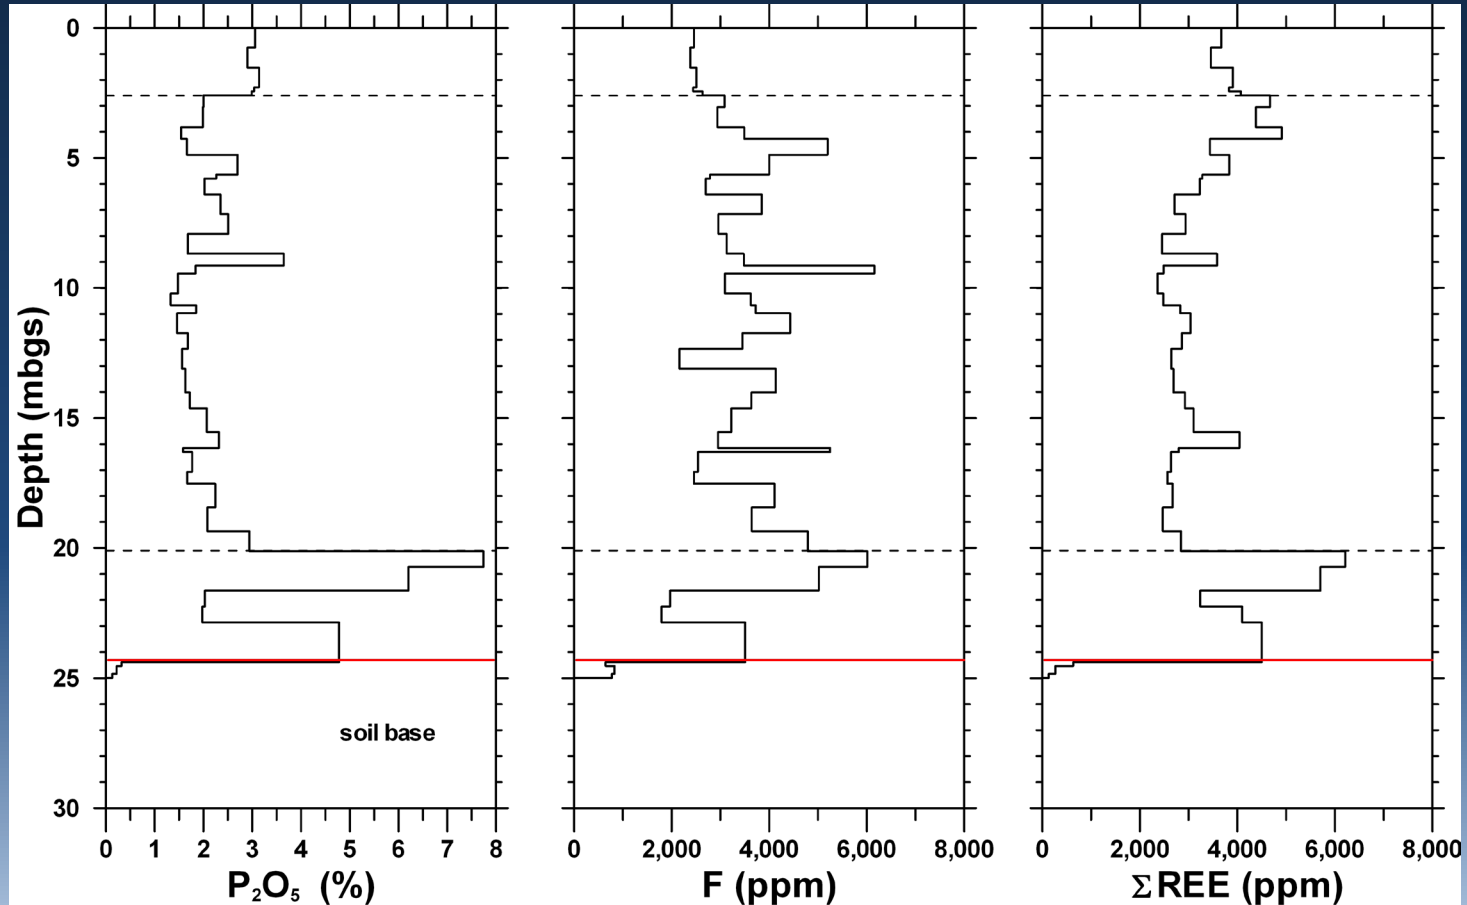 0
5
10
15
20
25
30
Depth (mbgs)
soil base
0 1 2 3 4 5 6 7 8
P₂O₅ (%)
0 2,000 4,000 6,000 8,000
F (ppm)
0 2,000 4,000 6,000 8,000
Σ REE (ppm)